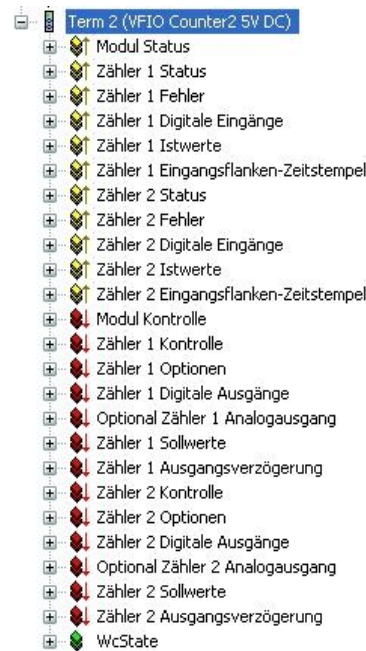 Term 2 (VFIO Counter2 5V DC)
Modul Status
Zähler 1 Status
Zähler 1 Fehler
Zähler 1 Digitale Eingänge
Zähler 1 Istwerte
Zähler 1 Eingangsflanken-Zeitstempel
Zähler 2 Status
Zähler 2 Fehler
Zähler 2 Digitale Eingänge
Zähler 2 Istwerte
Zähler 2 Eingangsflanken-Zeitstempel
Modul Kontrolle
Zähler 1 Kontrolle
Zähler 1 Optionen
Zähler 1 Digitale Ausgänge
Optional Zähler 1 Analogausgang
Zähler 1 Sollwerte
Zähler 1 Ausgangsverzögerung
Zähler 2 Kontrolle
Zähler 2 Optionen
Zähler 2 Digitale Ausgänge
Optional Zähler 2 Analogausgang
Zähler 2 Sollwerte
Zähler 2 Ausgangsverzögerung
WcState